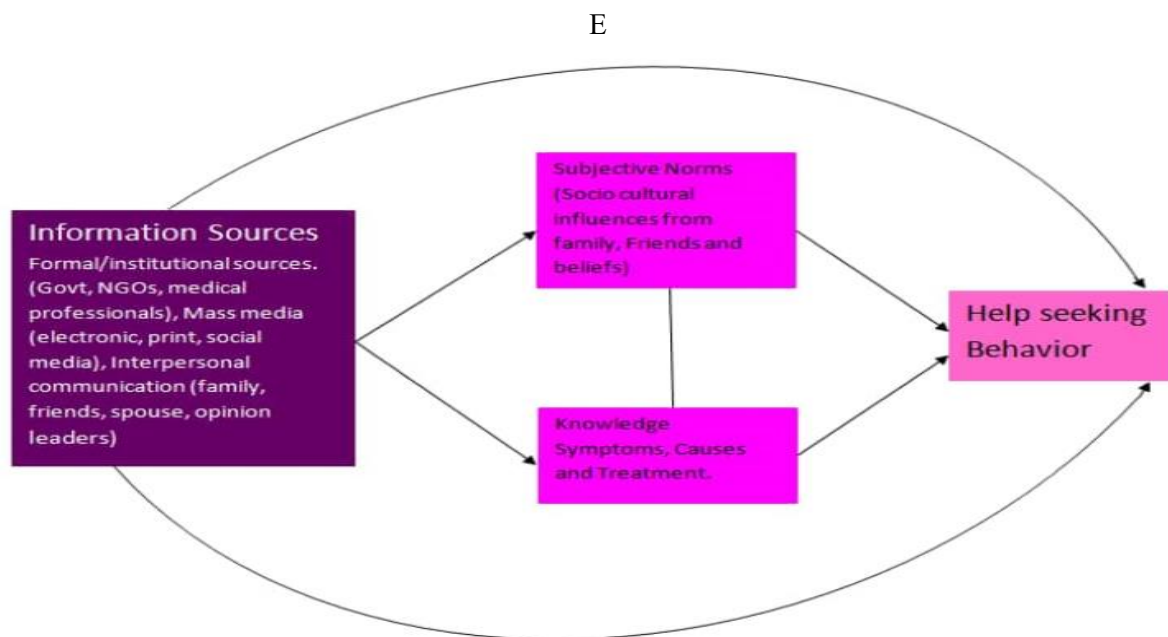 E
Information Sources
Formal/institutional sources.
(Govt, NGOs, medical
professionals), Mass media
(electronic, print, social
media), Interpersonal
communication (family,
friends, spouse, opinion
leaders)
Subjective Norms
(Socio cultural
influences from
family, Friends and
beliefs)
Knowledge
Symptoms, Causes
and Treatment.
Help seeking
Behavior